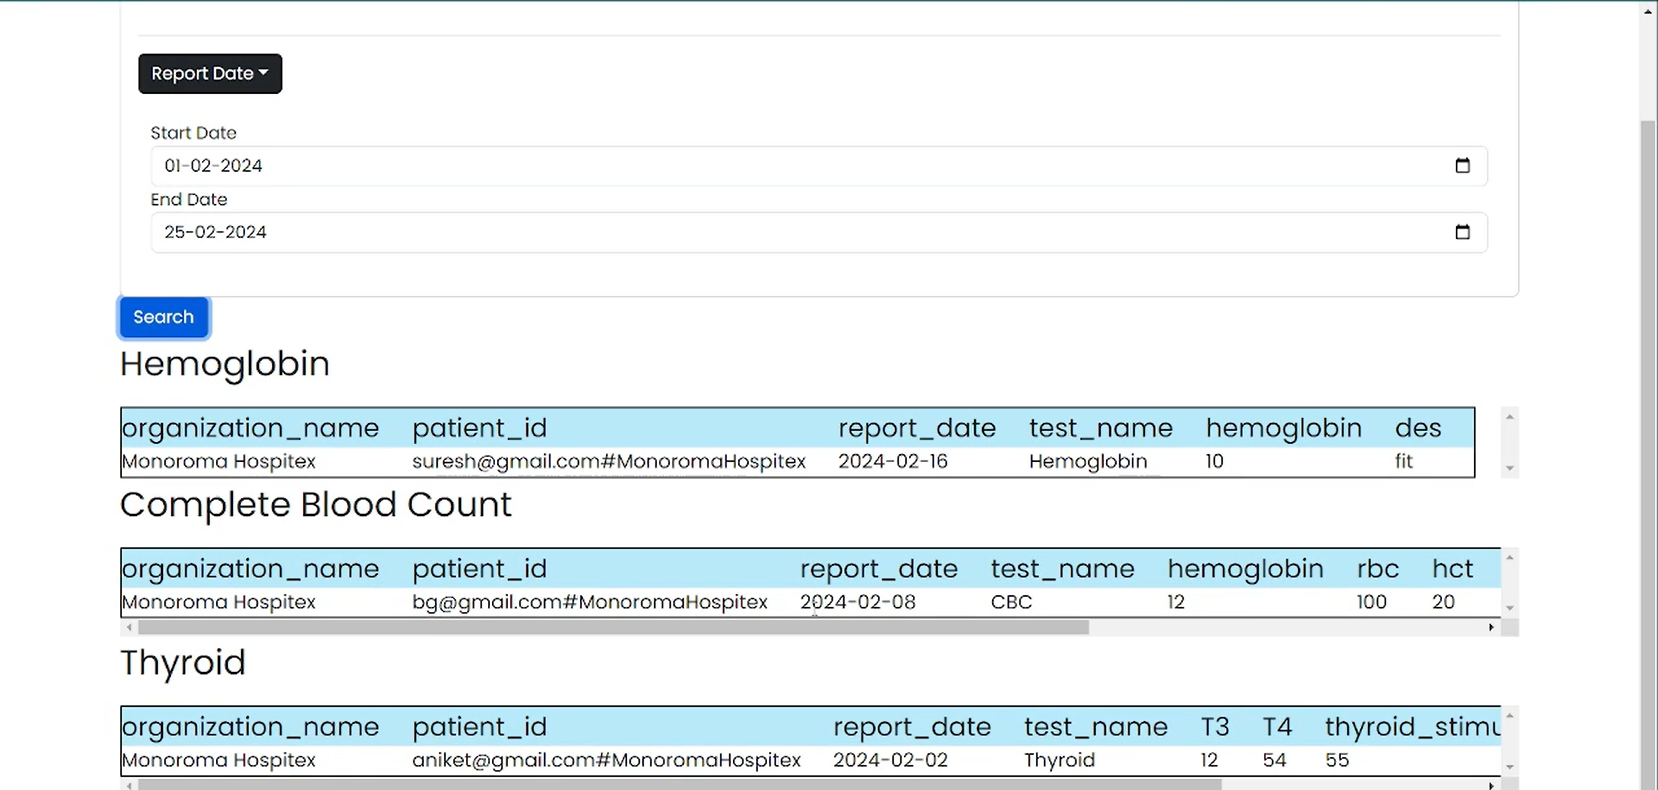 Report Date
Start Date
01-02-2024
End Date
25-02-2024
Search
Hemoglobin
organization_name patient_id report_date test_name hemoglobin des
Monoroma Hospitex suresh@gmail.com#MonoromaHospitex 2024-02-16 Hemoglobin 10 fit
Complete Blood Count
organization_name patient_id report_date test_name hemoglobin rbc hct
Monoroma Hospitex bg@gmail.com#MonoromaHospitex 2024-02-08 CBC 12 100 20
Thyroid
organization_name patient_id report_date test_name T3 T4 thyroid_stimu
Monoroma Hospitex aniket@gmail.com#MonoromaHospitex 2024-02-02 Thyroid 12 54 55